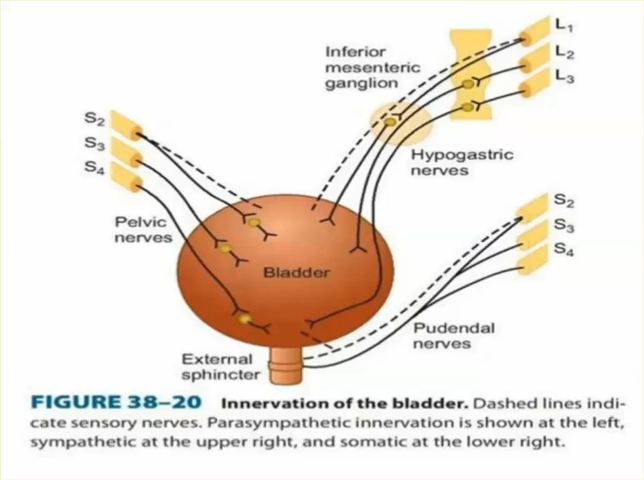 L1
L2
L3
Inferior
mesenteric
ganglion
S2
S3
S4
Hypogastric
nerves
Pelvic
nerves
S2
S3
S4
Bladder
Pudendal
nerves
External
sphincter
FIGURE 38–20 Innervation of the bladder. Dashed lines indi-
cate sensory nerves. Parasympathetic innervation is shown at the left,
sympathetic at the upper right, and somatic at the lower right.